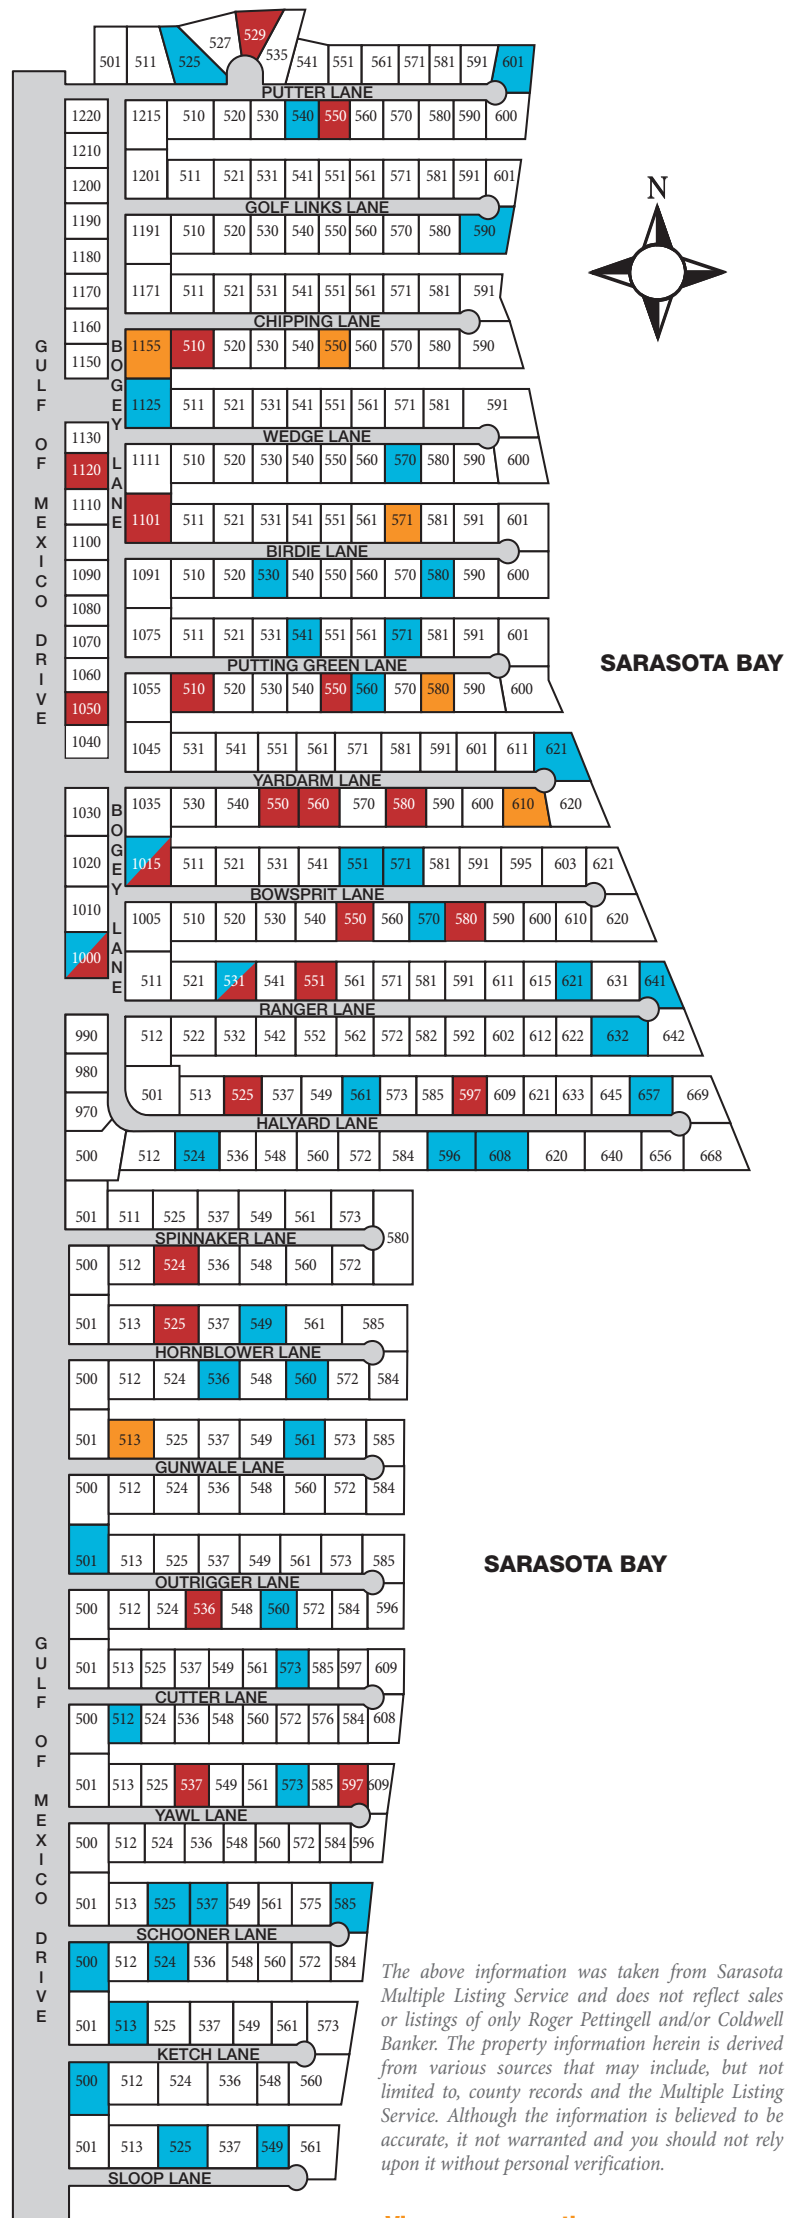 501 511 525 527 529 535 541 551 561 571 581 591 601
PUTTER LANE
1220 1215 510 520 530 540 550 560 570 580 590 600
1210
1200 1201 511 521 531 541 551 561 571 581 591 601
GOLF LINKS LANE
1190 1191 510 520 530 540 550 560 570 580 590
1180
1170 1171 511 521 531 541 551 561 571 581 591
CHIPPING LANE
1160
1150 1155 510 520 530 540 550 560 570 580 590
1125 511 521 531 541 551 561 571 581 591
WEDGE LANE
1130
1120 1111 510 520 530 540 550 560 570 580 590 600
1110 1101 511 521 531 541 551 561 571 581 591 601
BIRDIE LANE
1100
1090 1091 510 520 530 540 550 560 570 580 590 600
1080
1070 1075 511 521 531 541 551 561 571 581 591 601
PUTTING GREEN LANE
1060
1050 1055 510 520 530 540 550 560 570 580 590 600
1040 1045 531 541 551 561 571 581 591 601 611 621
YARDARM LANE
1030 1035 530 540 550 560 570 580 590 600 610 620
1020 1015 511 521 531 541 551 571 581 591 595 603 621
BOWSPRIT LANE
1010 1005 510 520 530 540 550 560 570 580 590 600 610 620
1000 511 521 531 541 551 561 571 581 591 611 615 621 631 641
RANGER LANE
990 512 522 532 542 552 562 572 582 592 602 612 622 632 642
980
970 501 513 525 537 549 561 573 585 597 609 621 633 645 657 669
HALYARD LANE
500 512 524 536 548 560 572 584 596 608 620 640 656 668
501 511 525 537 549 561 573 580
SPINNAKER LANE
500 512 524 536 548 560 572
501 513 525 537 549 561 585
HORNBLOWER LANE
500 512 524 536 548 560 572 584
501 513 525 537 549 561 573 585
GUNWALE LANE
500 512 524 536 548 560 572 584
501 513 525 537 549 561 573 585
OUTRIGGER LANE
500 512 524 536 548 560 572 584 596
501 513 525 537 549 561 573 585 597 609
CUTTER LANE
500 512 524 536 548 560 572 576 584 608
501 513 525 537 549 561 573 585 597 609
YAWL LANE
500 512 524 536 548 560 572 584 596
501 513 525 537 549 561 575 585
SCHOONER LANE
500 512 524 536 548 560 572 584
501 513 525 537 549 561 573
KETCH LANE
500 512 524 536 548 560
501 513 525 537 549 561
SLOOP LANE
GULF OF MEXICO DRIVE
BOGEY LANE
BOGEY LANE
GULF OF MEXICO DRIVE
N
SARASOTA BAY
SARASOTA BAY
The above information was taken from Sarasota
Multiple Listing Service and does not reflect sales
or listings of only Roger Pettingell and/or Coldwell
Banker. The property information herein is derived
from various sources that may include, but not
limited to, county records and the Multiple Listing
Service. Although the information is believed to be
accurate, it not warranted and you should not rely
upon it without personal verification.